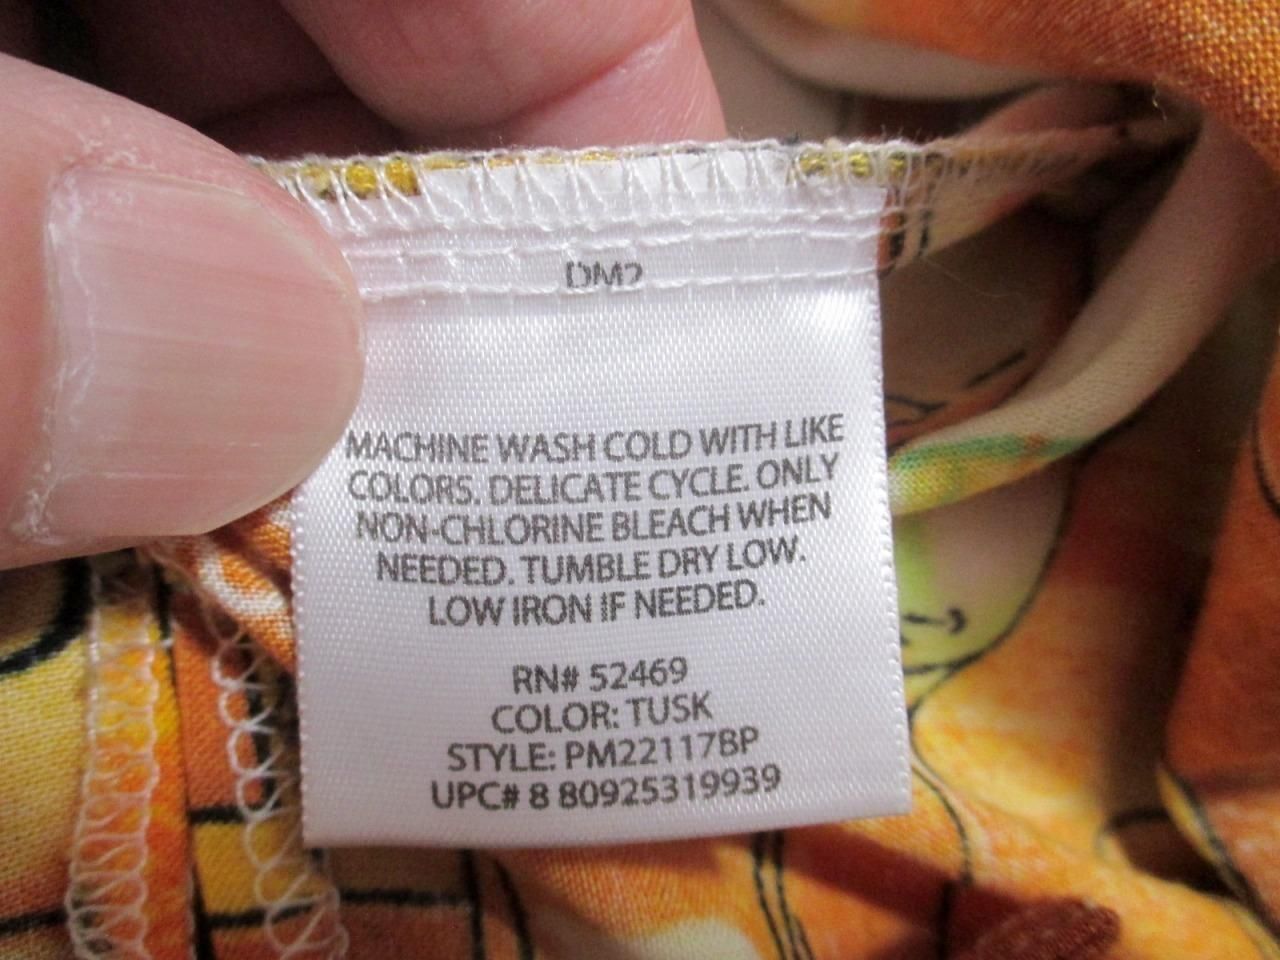 DM2
MACHINE WASH COLD WITH LIKE
COLORS. DELICATE CYCLE. ONLY
NON-CHLORINE BLEACH WHEN
NEEDED. TUMBLE DRY LOW.
LOW IRON IF NEEDED.
RN# 52469
COLOR: TUSK
STYLE: PM22117BP
UPC# 8 80925319939